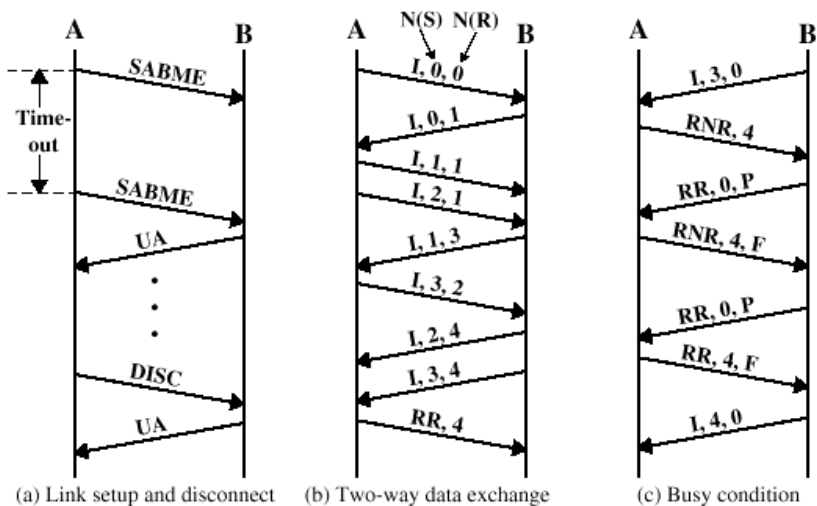 A
B
SABME
Time-
out
SABME
UA
DISC
UA
(a) Link setup and disconnect
N(S) N(R)
A
B
I, 0, 0
I, 0, 1
I, 1, 1
I, 2, 1
I, 1, 3
I, 3, 2
I, 2, 4
I, 3, 4
RR, 4
(b) Two-way data exchange
A
B
I, 3, 0
RNR, 4
RR, 0, P
RNR, 4, F
RR, 0, P
RR, 4, F
I, 4, 0
(c) Busy condition